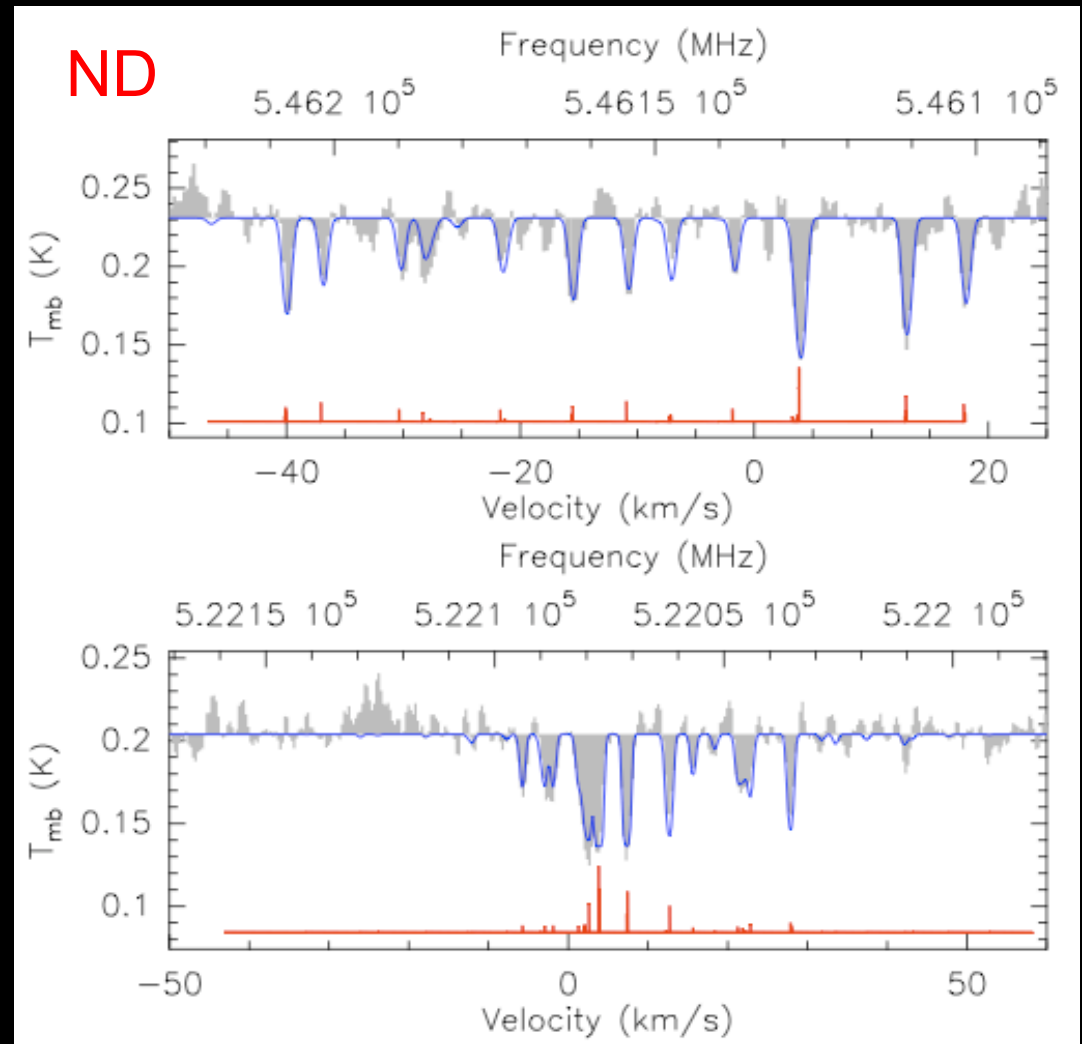 ND
Frequency (MHz)
5.462 10^5 5.4615 10^5 5.461 10^5
0.25
0.2
0.15
0.1
T_mb (K)
−40 −20 0 20
Velocity (km/s)
Frequency (MHz)
5.2215 10^5 5.221 10^5 5.2205 10^5 5.22 10^5
0.25
0.2
0.15
0.1
T_mb (K)
−50 0 50
Velocity (km/s)